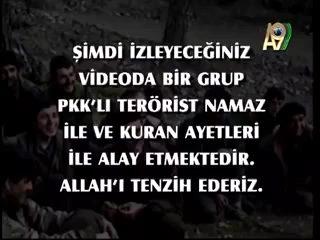 A9
ŞİMDİ İZLEYECEĞİNİZ
VİDEODA BİR GRUP
PKK'LI TERÖRİST NAMAZ
İLE VE KURAN AYETLERİ
İLE ALAY ETMEKTEDİR.
ALLAH'I TENZİH EDERİZ.